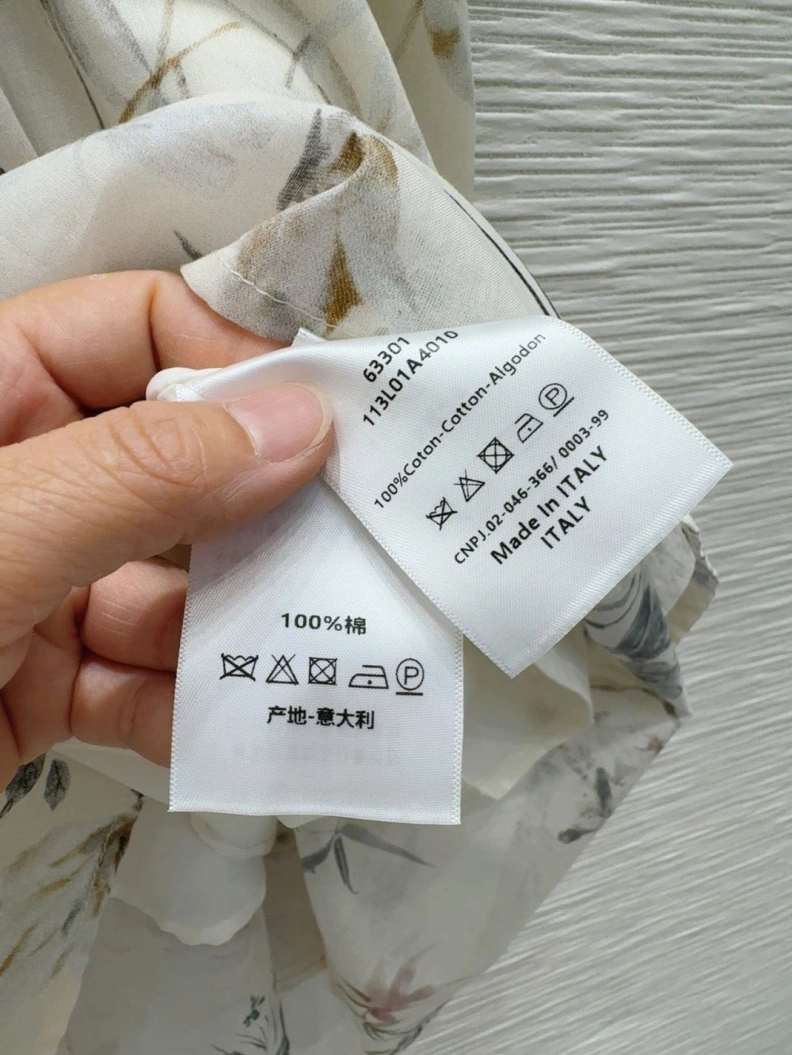 63301
113L01A4010
100%Coton-Cotton-Algodon
P
CNPJ.02-046-366/ 0003-99
Made In ITALY
ITALY
100%棉
P
产地-意大利